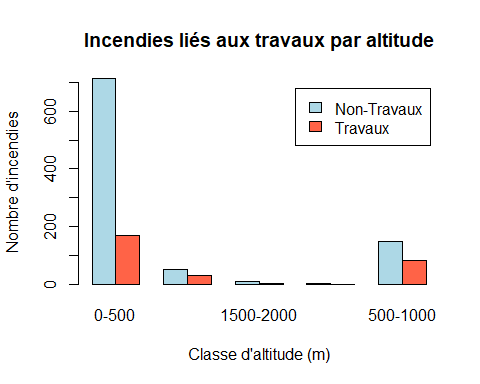 Incendies liés aux travaux par altitude
Nombre d'incendies
600
400
200
0
Non-Travaux
Travaux
0-500
1500-2000
500-1000
Classe d'altitude (m)